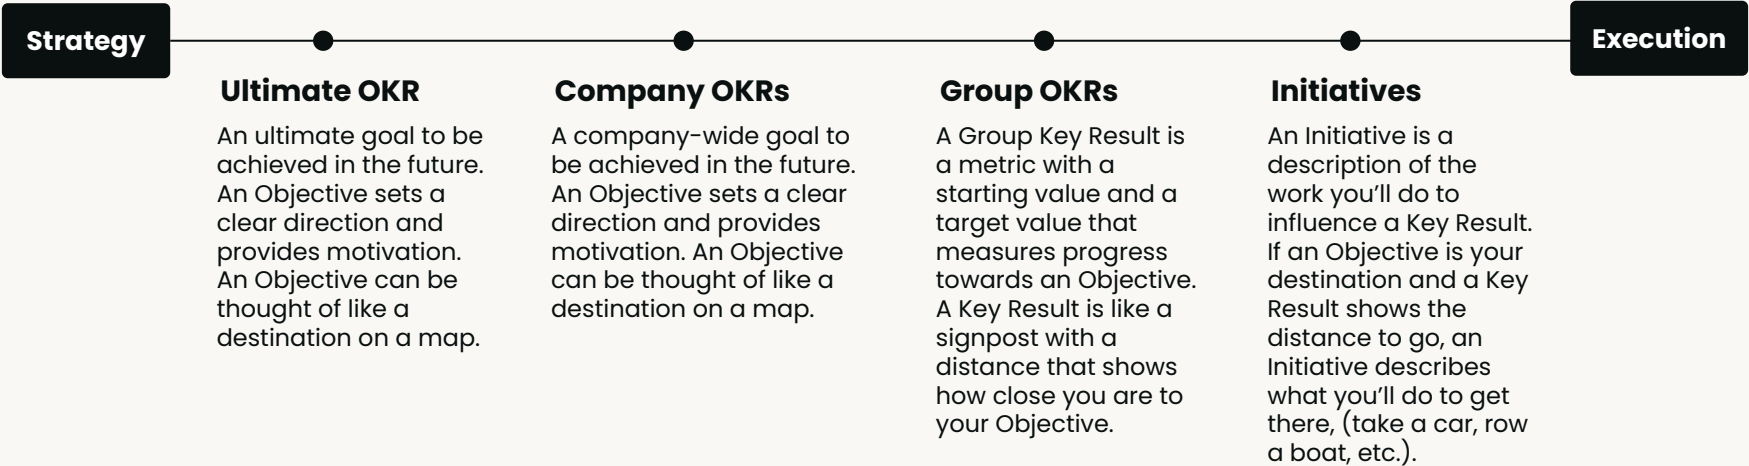 Strategy
Execution
Ultimate OKR
An ultimate goal to be
achieved in the future.
An Objective sets a
clear direction and
provides motivation.
An Objective can be
thought of like a
destination on a map.
Company OKRs
A company-wide goal to
be achieved in the future.
An Objective sets a clear
direction and provides
motivation. An Objective
can be thought of like a
destination on a map.
Group OKRs
A Group Key Result is
a metric with a
starting value and a
target value that
measures progress
towards an Objective.
A Key Result is like a
signpost with a
distance that shows
how close you are to
your Objective.
Initiatives
An Initiative is a
description of the
work you’ll do to
influence a Key Result.
If an Objective is your
destination and a Key
Result shows the
distance to go, an
Initiative describes
what you’ll do to get
there, (take a car, row
a boat, etc.).